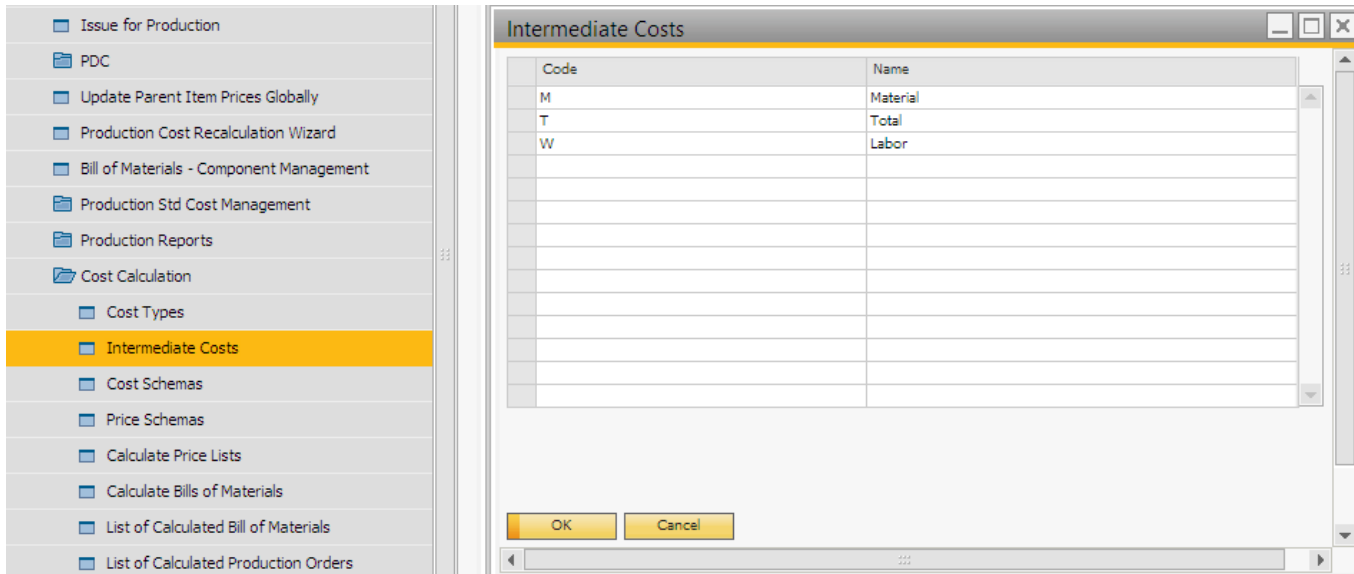 Issue for Production
PDC
Update Parent Item Prices Globally
Production Cost Recalculation Wizard
Bill of Materials - Component Management
Production Std Cost Management
Production Reports
Cost Calculation
Cost Types
Intermediate Costs
Cost Schemas
Price Schemas
Calculate Price Lists
Calculate Bills of Materials
List of Calculated Bill of Materials
List of Calculated Production Orders
Intermediate Costs
Code Name
M Material
T Total
W Labor
OK Cancel